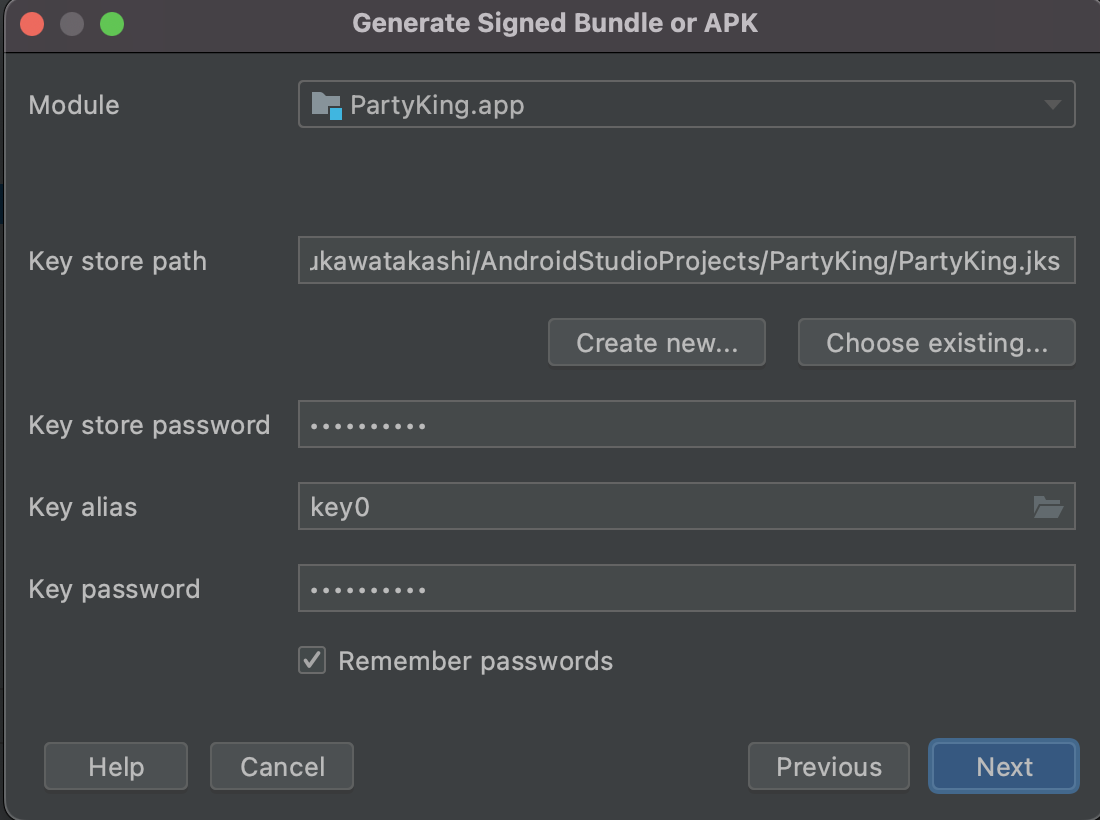 Generate Signed Bundle or APK
Module
PartyKing.app
Key store path
kawatakashi/AndroidStudioProjects/PartyKing/PartyKing.jks
Create new...
Choose existing...
Key store password
••••••••••
Key alias
key0
Key password
••••••••••
Remember passwords
Help
Cancel
Previous
Next